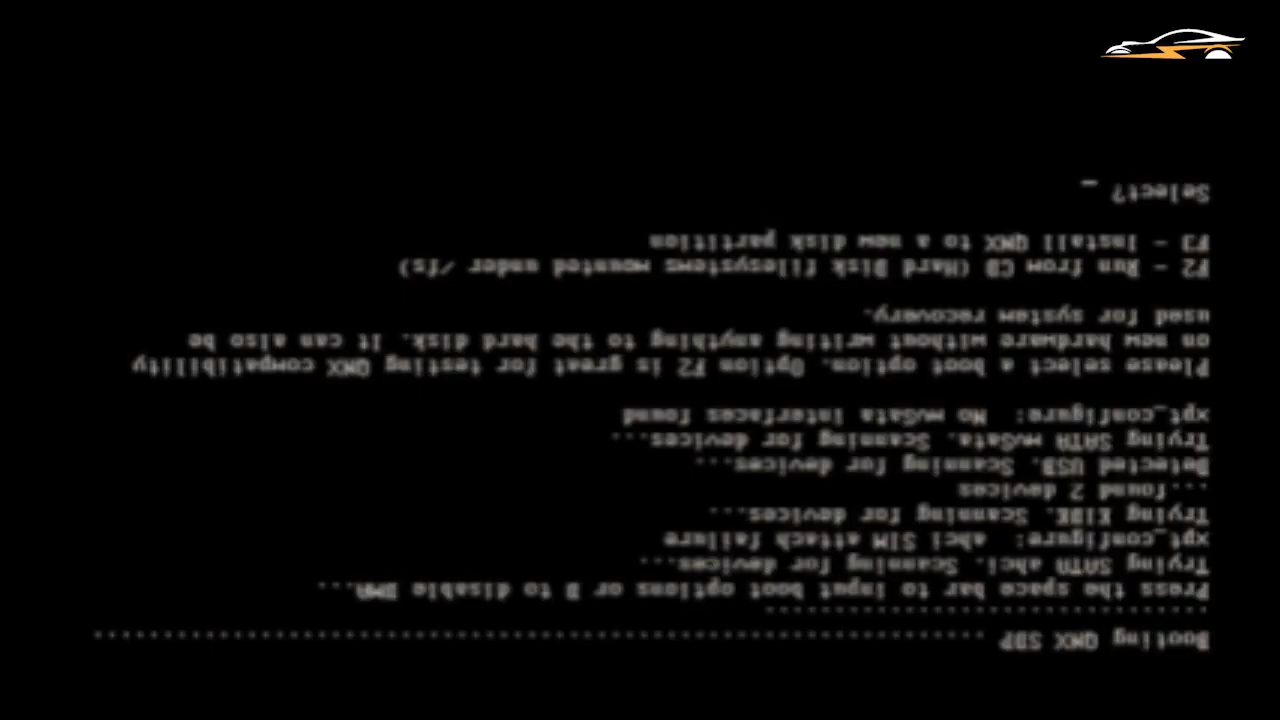 Booting QNX SDP ................................................................
................................
Press the space bar to input boot options or D to disable DMA...
Trying SATA ahci. Scanning for devices...
xpt_configure:  ahci SIM attach failure
Trying EIDE. Scanning for devices...
...found 2 devices
Detected USB. Scanning for devices...
Trying SATA mvSata. Scanning for devices...
xpt_configure:  No mvSata interfaces found
Please select a boot option. Option F2 is great for testing QNX compatibility
on new hardware without writing anything to the hard disk. It can also be
used for system recovery.
F2 - Run from CD (Hard Disk filesystems mounted under /fs)
F3 - Install QNX to a new disk partition
Select? _